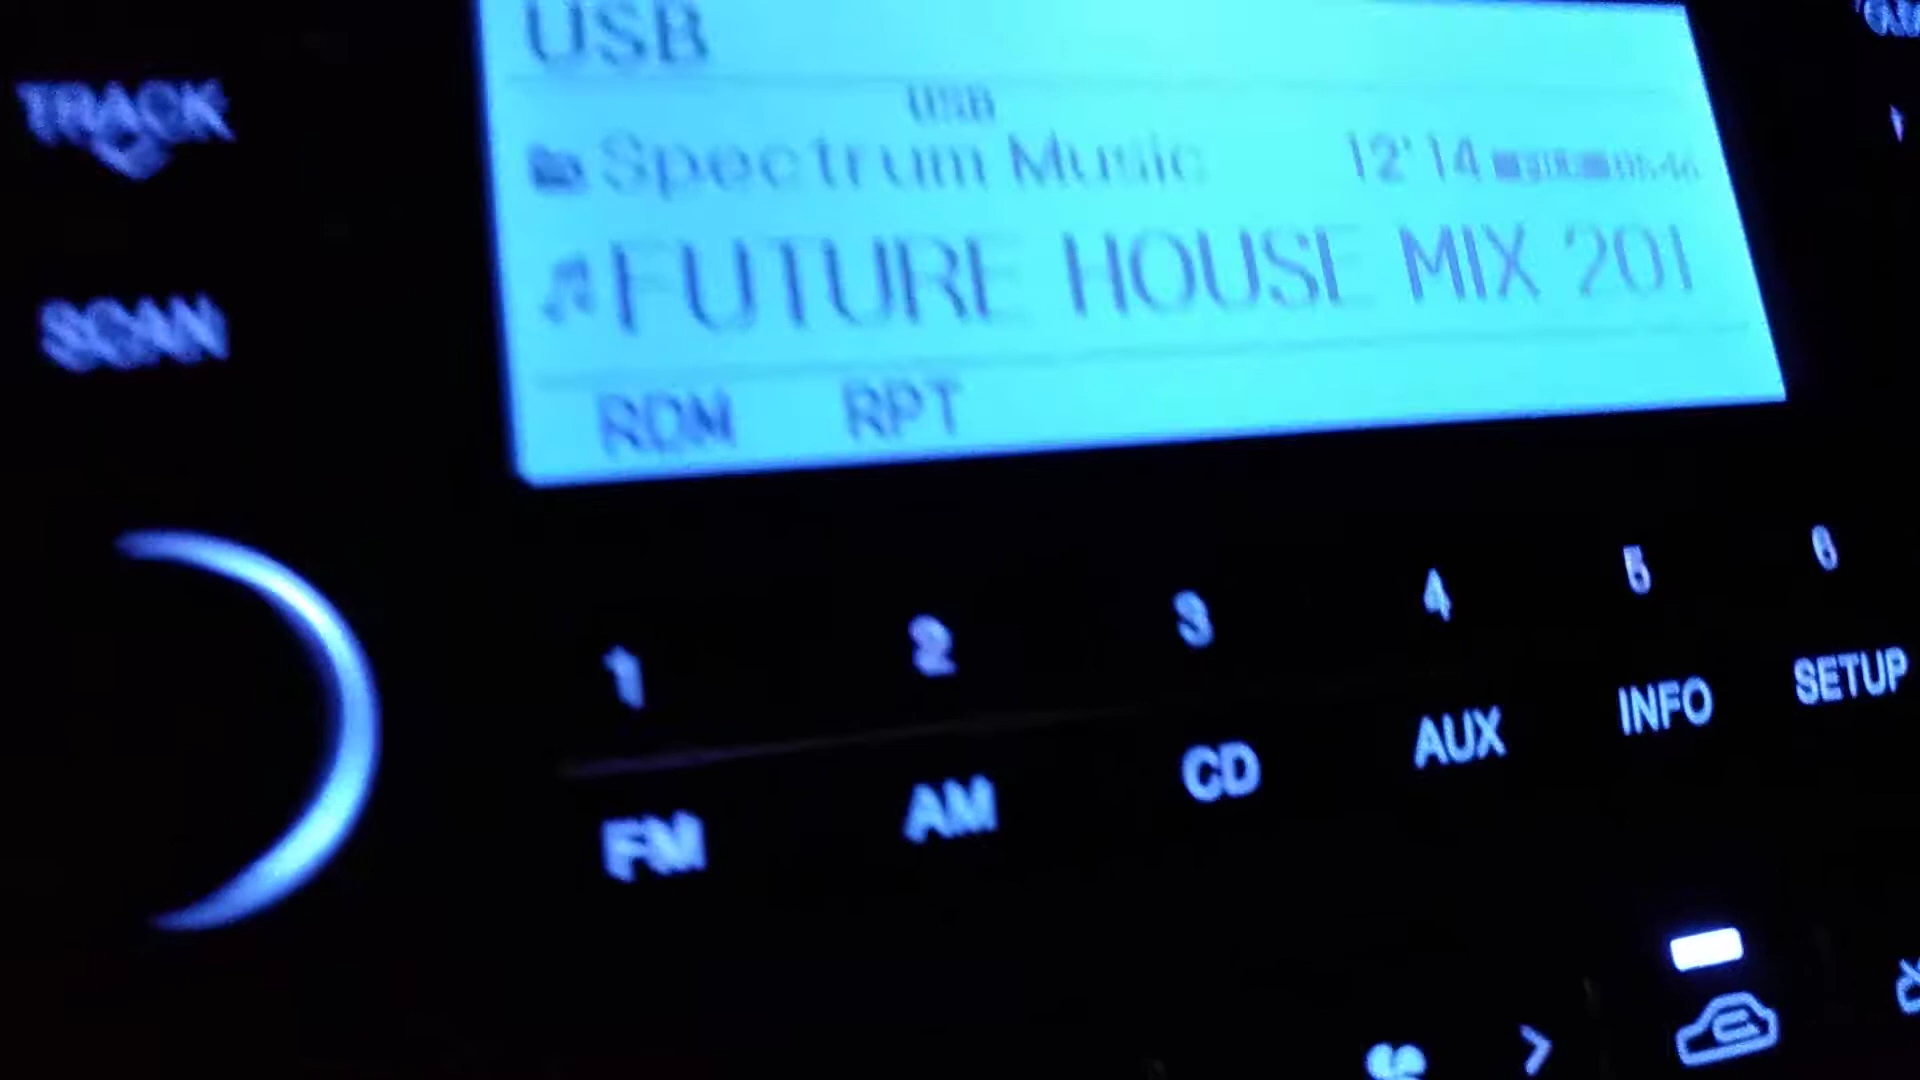 USB
TRACK
USB
Spectrum Music 12'14
FUTURE HOUSE MIX 201
SCAN
RDM RPT
1 2 3 4 5 6
FM AM CD AUX INFO SETUP